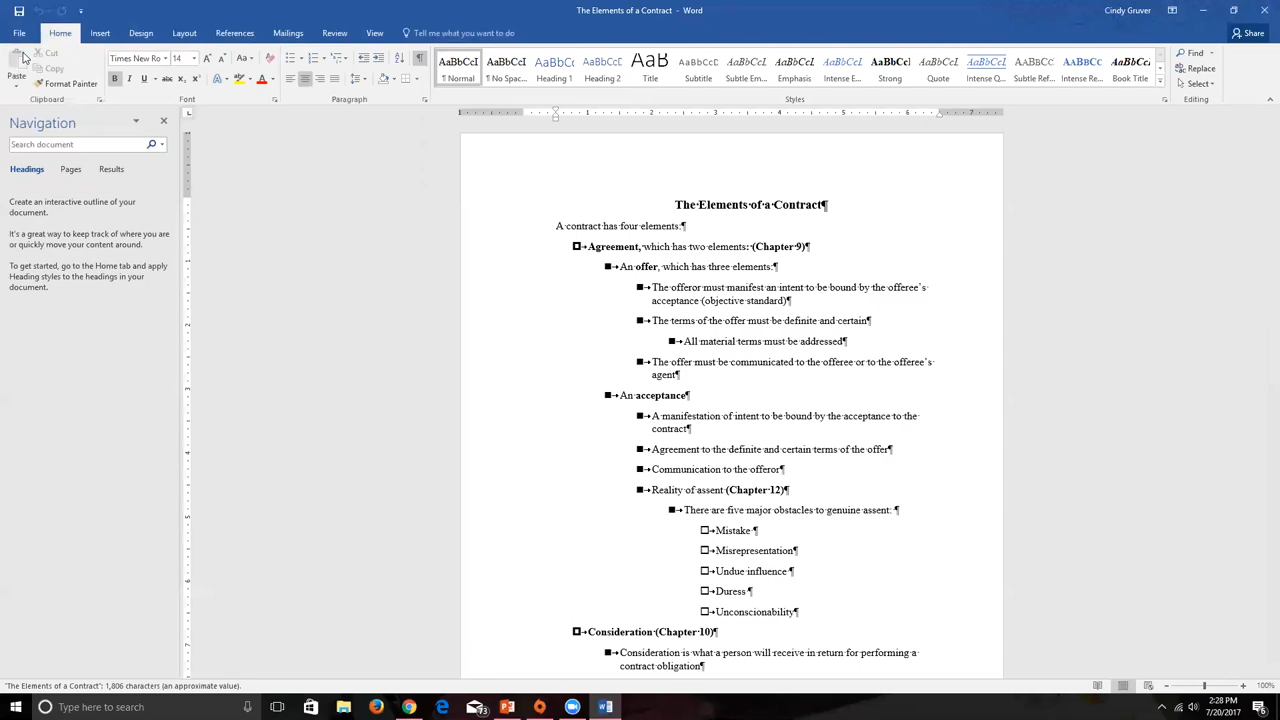 The Elements of a Contract - Word
Cindy Gruver
File
Home
Insert
Design
Layout
References
Mailings
Review
View
Tell me what you want to do
Share
Paste
Cut
Copy
Format Painter
Clipboard
Times New Ro
14
Font
Paragraph
AaBbCcI
¶ Normal
AaBbCcI
¶ No Spac...
AaBbCc
Heading 1
AaBbCcI
Heading 2
AaB
Title
AaBbCcL
Subtitle
AaBbCcL
Subtle Em...
AaBbCcL
Emphasis
AaBbCcL
Intense E...
AaBbCcl
Strong
AaBbCcL
Quote
AaBbCcL
Intense Q...
AaBbCc
Subtle Ref...
AaBbCc
Intense Re...
AaBbCcL
Book Title
Styles
Find
Replace
Select
Editing
Navigation
Search document
Headings
Pages
Results
Create an interactive outline of your
document.
It's a great way to keep track of where you are
or quickly move your content around.
To get started, go to the Home tab and apply
Heading styles to the headings in your
document.
The Elements of a Contract¶
A contract has four elements:¶
Agreement, which has two elements: (Chapter 9)¶
An offer, which has three elements:¶
The offeror must manifest an intent to be bound by the offeree's
acceptance (objective standard)¶
The terms of the offer must be definite and certain¶
All material terms must be addressed¶
The offer must be communicated to the offeree or to the offeree's
agent¶
An acceptance¶
A manifestation of intent to be bound by the acceptance to the
contract¶
Agreement to the definite and certain terms of the offer¶
Communication to the offeror¶
Reality of assent (Chapter 12)¶
There are five major obstacles to genuine assent: ¶
Mistake ¶
Misrepresentation¶
Undue influence ¶
Duress ¶
Unconscionability¶
Consideration (Chapter 10)¶
Consideration is what a person will receive in return for performing a
contract obligation¶
"The Elements of a Contract": 1,806 characters (an approximate value).
100%
Type here to search
73
2:28 PM
7/20/2017